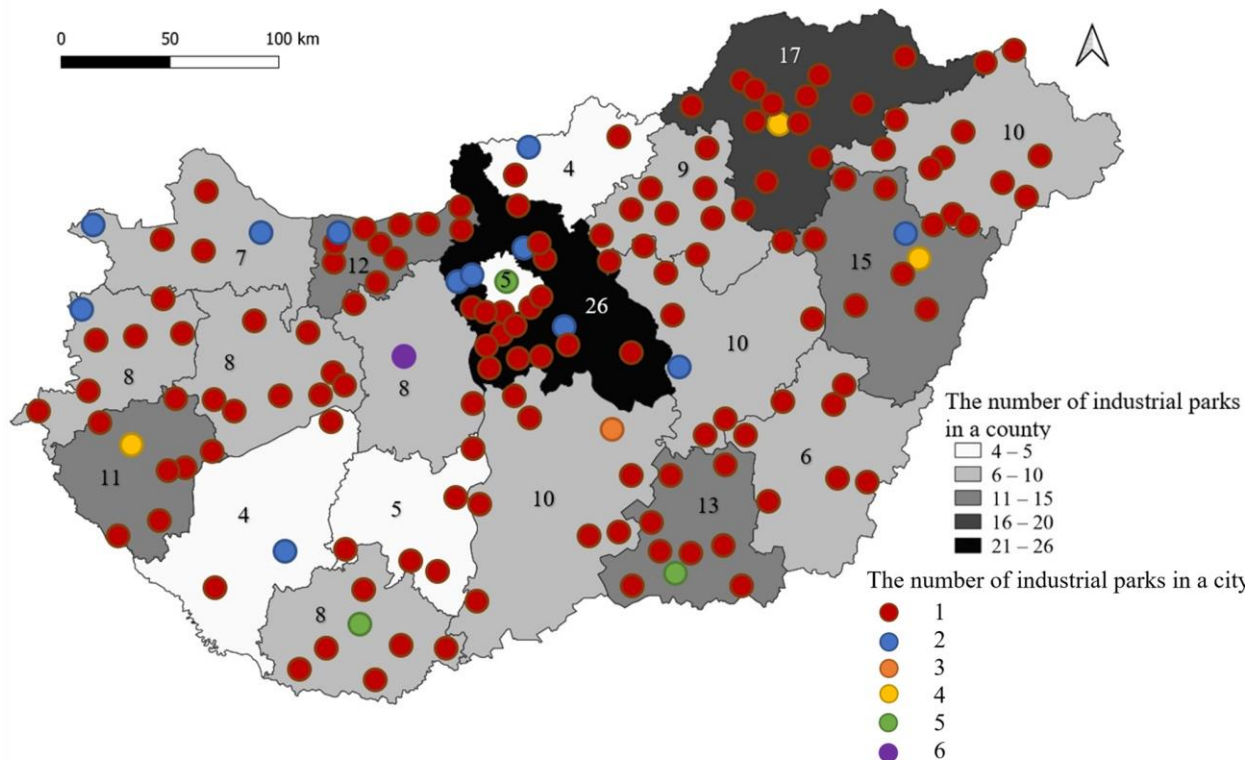 0 50 100 km
17
10
4
9
7
12
5
15
26
8
8
8
10
11
6
4
5
10
13
8
The number of industrial parks
in a county
4 – 5
6 – 10
11 – 15
16 – 20
21 – 26
The number of industrial parks in a city
1
2
3
4
5
6